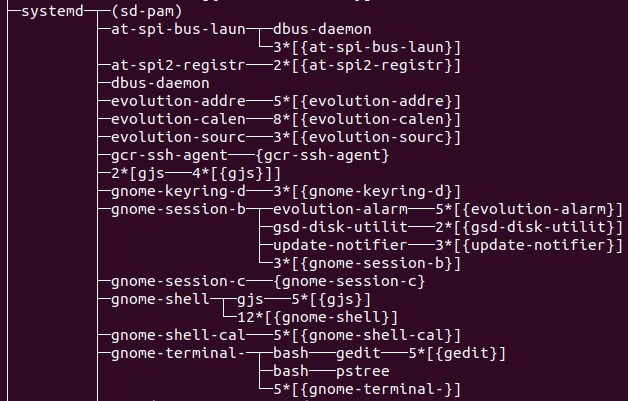 systemd─┬─(sd-pam)
├─at-spi-bus-laun─┬─dbus-daemon
└─3*[{at-spi-bus-laun}]
├─at-spi2-registr───2*[{at-spi2-registr}]
├─dbus-daemon
├─evolution-addre───5*[{evolution-addre}]
├─evolution-calen───8*[{evolution-calen}]
├─evolution-sourc───3*[{evolution-sourc}]
├─gcr-ssh-agent───{gcr-ssh-agent}
├─2*[gjs───4*[{gjs}]]
├─gnome-keyring-d───3*[{gnome-keyring-d}]
├─gnome-session-b─┬─evolution-alarm───5*[{evolution-alarm}]
├─gsd-disk-utilit───2*[{gsd-disk-utilit}]
├─update-notifier───3*[{update-notifier}]
└─3*[{gnome-session-b}]
├─gnome-session-c───{gnome-session-c}
├─gnome-shell─┬─gjs───5*[{gjs}]
└─12*[{gnome-shell}]
├─gnome-shell-cal───5*[{gnome-shell-cal}]
├─gnome-terminal-─┬─bash───gedit───5*[{gedit}]
├─bash───pstree
└─5*[{gnome-terminal-}]